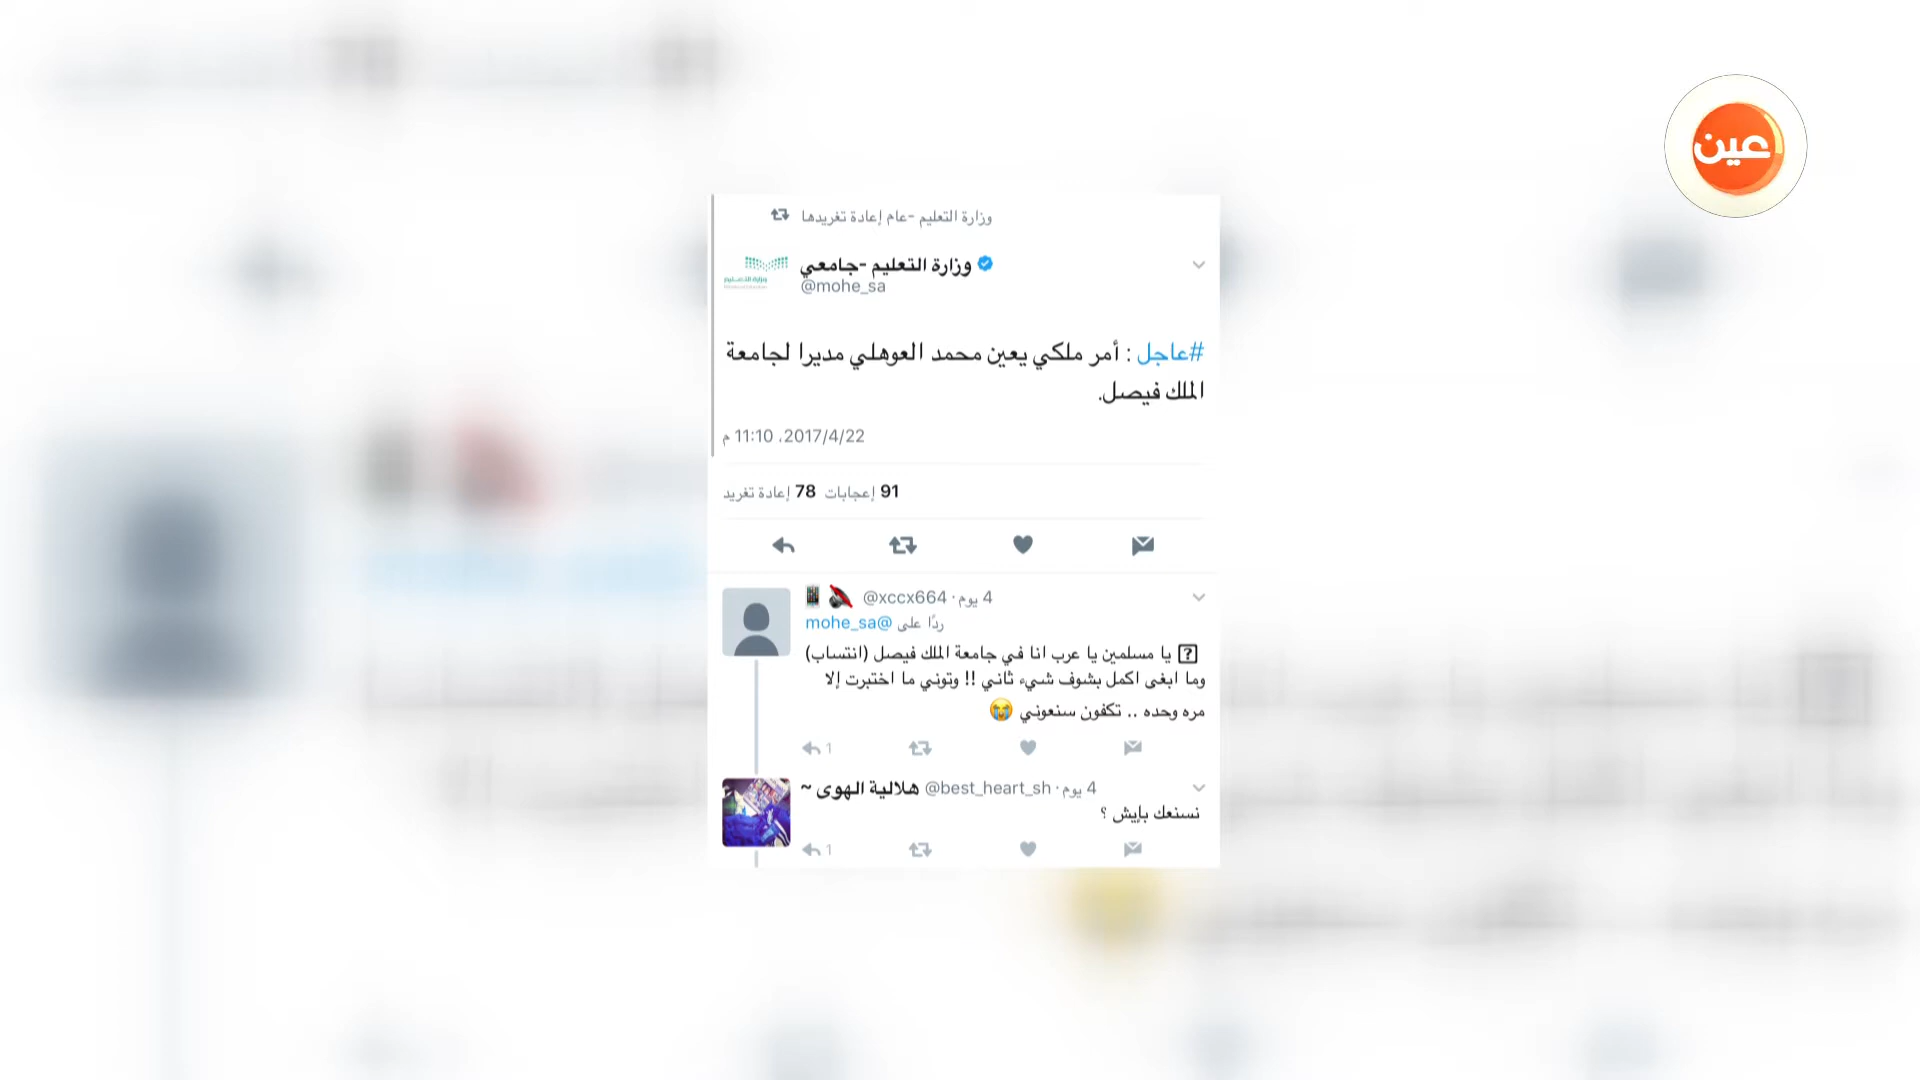 عين
وزارة التعليم -عام إعادة تغريدها
وزارة التعليم -جامعي
@mohe_sa
#عاجل : أمر ملكي يعين محمد العوهلي مديرا لجامعة
الملك فيصل.
2017/4/22، 11:10 م
91 إعجابات 78 إعادة تغريد
@xccx664 · 4 يوم
ردًا على @mohe_sa
يا مسلمين يا عرب انا في جامعة الملك فيصل (انتساب)
وما ابغى اكمل بشوف شيء ثاني !! وتوني ما اختبرت إلا
مره وحده .. تكفون سنعوني 😭
1
هلالية الهوى ~ @best_heart_sh · 4 يوم
نسنعك بإيش ؟
1